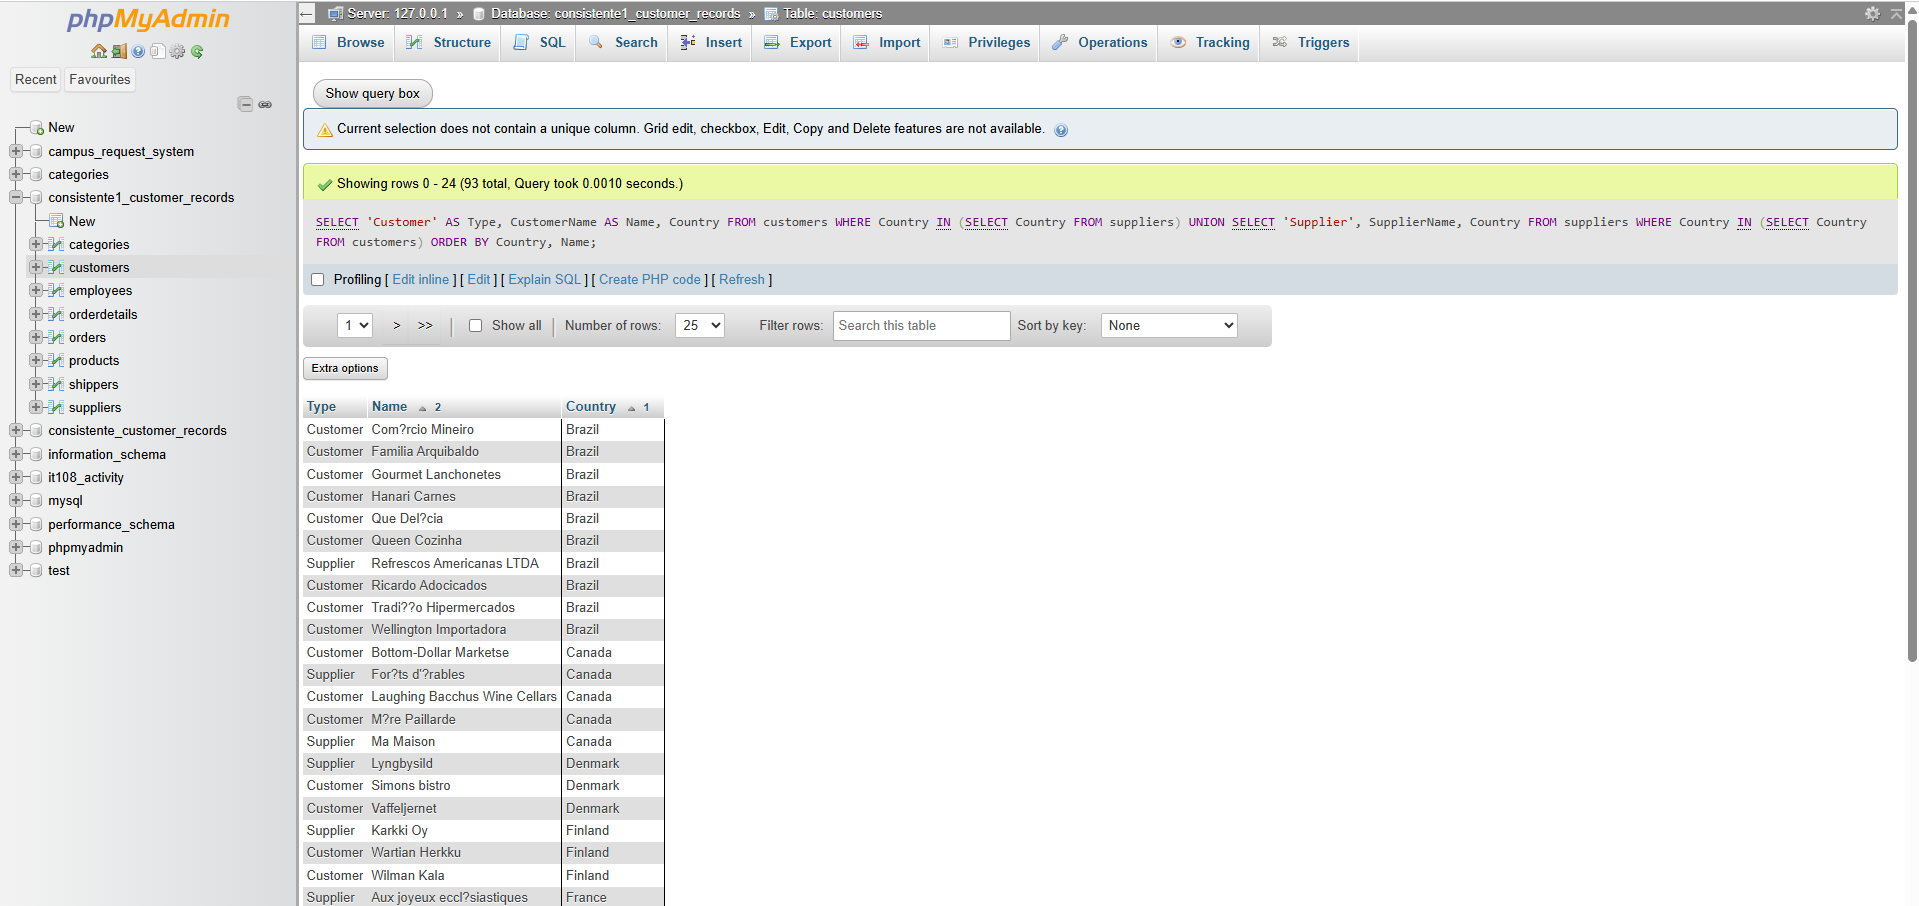 phpMyAdmin
Recent Favourites
New
campus_request_system
categories
consistente1_customer_records
New
categories
customers
employees
orderdetails
orders
products
shippers
suppliers
consistente_customer_records
information_schema
it108_activity
mysql
performance_schema
phpmyadmin
test
Server: 127.0.0.1 » Database: consistente1_customer_records » Table: customers
Browse Structure SQL Search Insert Export Import Privileges Operations Tracking Triggers
Show query box
Current selection does not contain a unique column. Grid edit, checkbox, Edit, Copy and Delete features are not available.
Showing rows 0 - 24 (93 total, Query took 0.0010 seconds.)
SELECT 'Customer' AS Type, CustomerName AS Name, Country FROM customers WHERE Country IN (SELECT Country FROM suppliers) UNION SELECT 'Supplier', SupplierName, Country FROM suppliers WHERE Country IN (SELECT Country
FROM customers) ORDER BY Country, Name;
Profiling [ Edit inline ] [ Edit ] [ Explain SQL ] [ Create PHP code ] [ Refresh ]
1 > >> | Show all | Number of rows: 25 Filter rows: Search this table Sort by key: None
Extra options
Type Name 2 Country 1
Customer Com?rcio Mineiro Brazil
Customer Familia Arquibaldo Brazil
Customer Gourmet Lanchonetes Brazil
Customer Hanari Carnes Brazil
Customer Que Del?cia Brazil
Customer Queen Cozinha Brazil
Supplier Refrescos Americanas LTDA Brazil
Customer Ricardo Adocicados Brazil
Customer Tradi??o Hipermercados Brazil
Customer Wellington Importadora Brazil
Customer Bottom-Dollar Marketse Canada
Supplier For?ts d'?rables Canada
Customer Laughing Bacchus Wine Cellars Canada
Customer M?re Paillarde Canada
Supplier Ma Maison Canada
Supplier Lyngbysild Denmark
Customer Simons bistro Denmark
Customer Vaffeljernet Denmark
Supplier Karkki Oy Finland
Customer Wartian Herkku Finland
Customer Wilman Kala Finland
Supplier Aux joyeux eccl?siastiques France